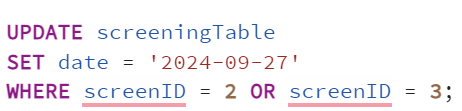 UPDATE screeningTable
SET date = '2024-09-27'
WHERE screenID = 2 OR screenID = 3;